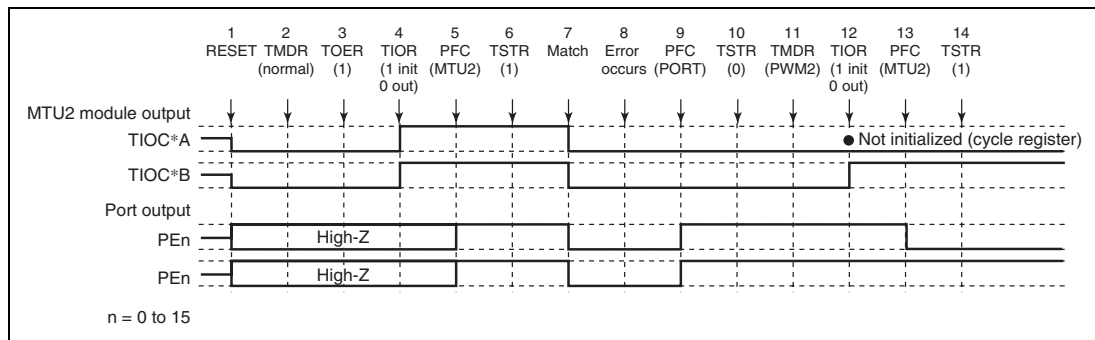 1 2 3 4 5 6 7 8 9 10 11 12 13 14
RESET TMDR TOER TIOR PFC TSTR Match Error PFC TSTR TMDR TIOR PFC TSTR
(normal) (1) (1 init (MTU2) (1) occurs (PORT) (0) (PWM2) (1 init (MTU2) (1)
0 out) 0 out)
MTU2 module output
TIOC*A
● Not initialized (cycle register)
TIOC*B
Port output
PEn
High-Z
PEn
High-Z
n = 0 to 15